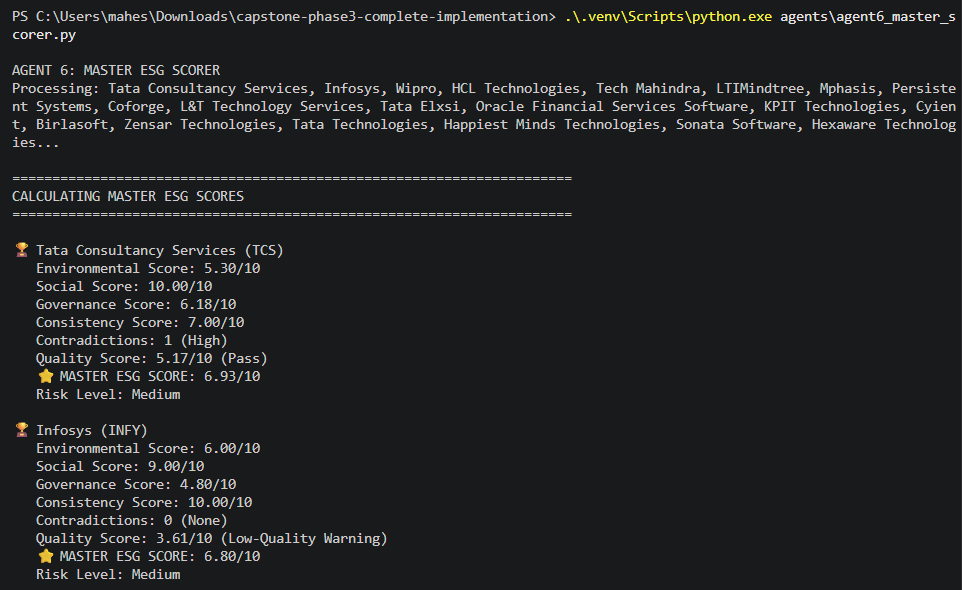 PS C:\Users\mahes\Downloads\capstone-phase3-complete-implementation> .\.venv\Scripts\python.exe agents\agent6_master_s
corer.py
AGENT 6: MASTER ESG SCORER
Processing: Tata Consultancy Services, Infosys, Wipro, HCL Technologies, Tech Mahindra, LTIMindtree, Mphasis, Persiste
nt Systems, Coforge, L&T Technology Services, Tata Elxsi, Oracle Financial Services Software, KPIT Technologies, Cyien
t, Birlasoft, Zensar Technologies, Tata Technologies, Happiest Minds Technologies, Sonata Software, Hexaware Technolog
ies...
======================================================================
CALCULATING MASTER ESG SCORES
======================================================================
🏆 Tata Consultancy Services (TCS)
Environmental Score: 5.30/10
Social Score: 10.00/10
Governance Score: 6.18/10
Consistency Score: 7.00/10
Contradictions: 1 (High)
Quality Score: 5.17/10 (Pass)
⭐ MASTER ESG SCORE: 6.93/10
Risk Level: Medium
🏆 Infosys (INFY)
Environmental Score: 6.00/10
Social Score: 9.00/10
Governance Score: 4.80/10
Consistency Score: 10.00/10
Contradictions: 0 (None)
Quality Score: 3.61/10 (Low-Quality Warning)
⭐ MASTER ESG SCORE: 6.80/10
Risk Level: Medium